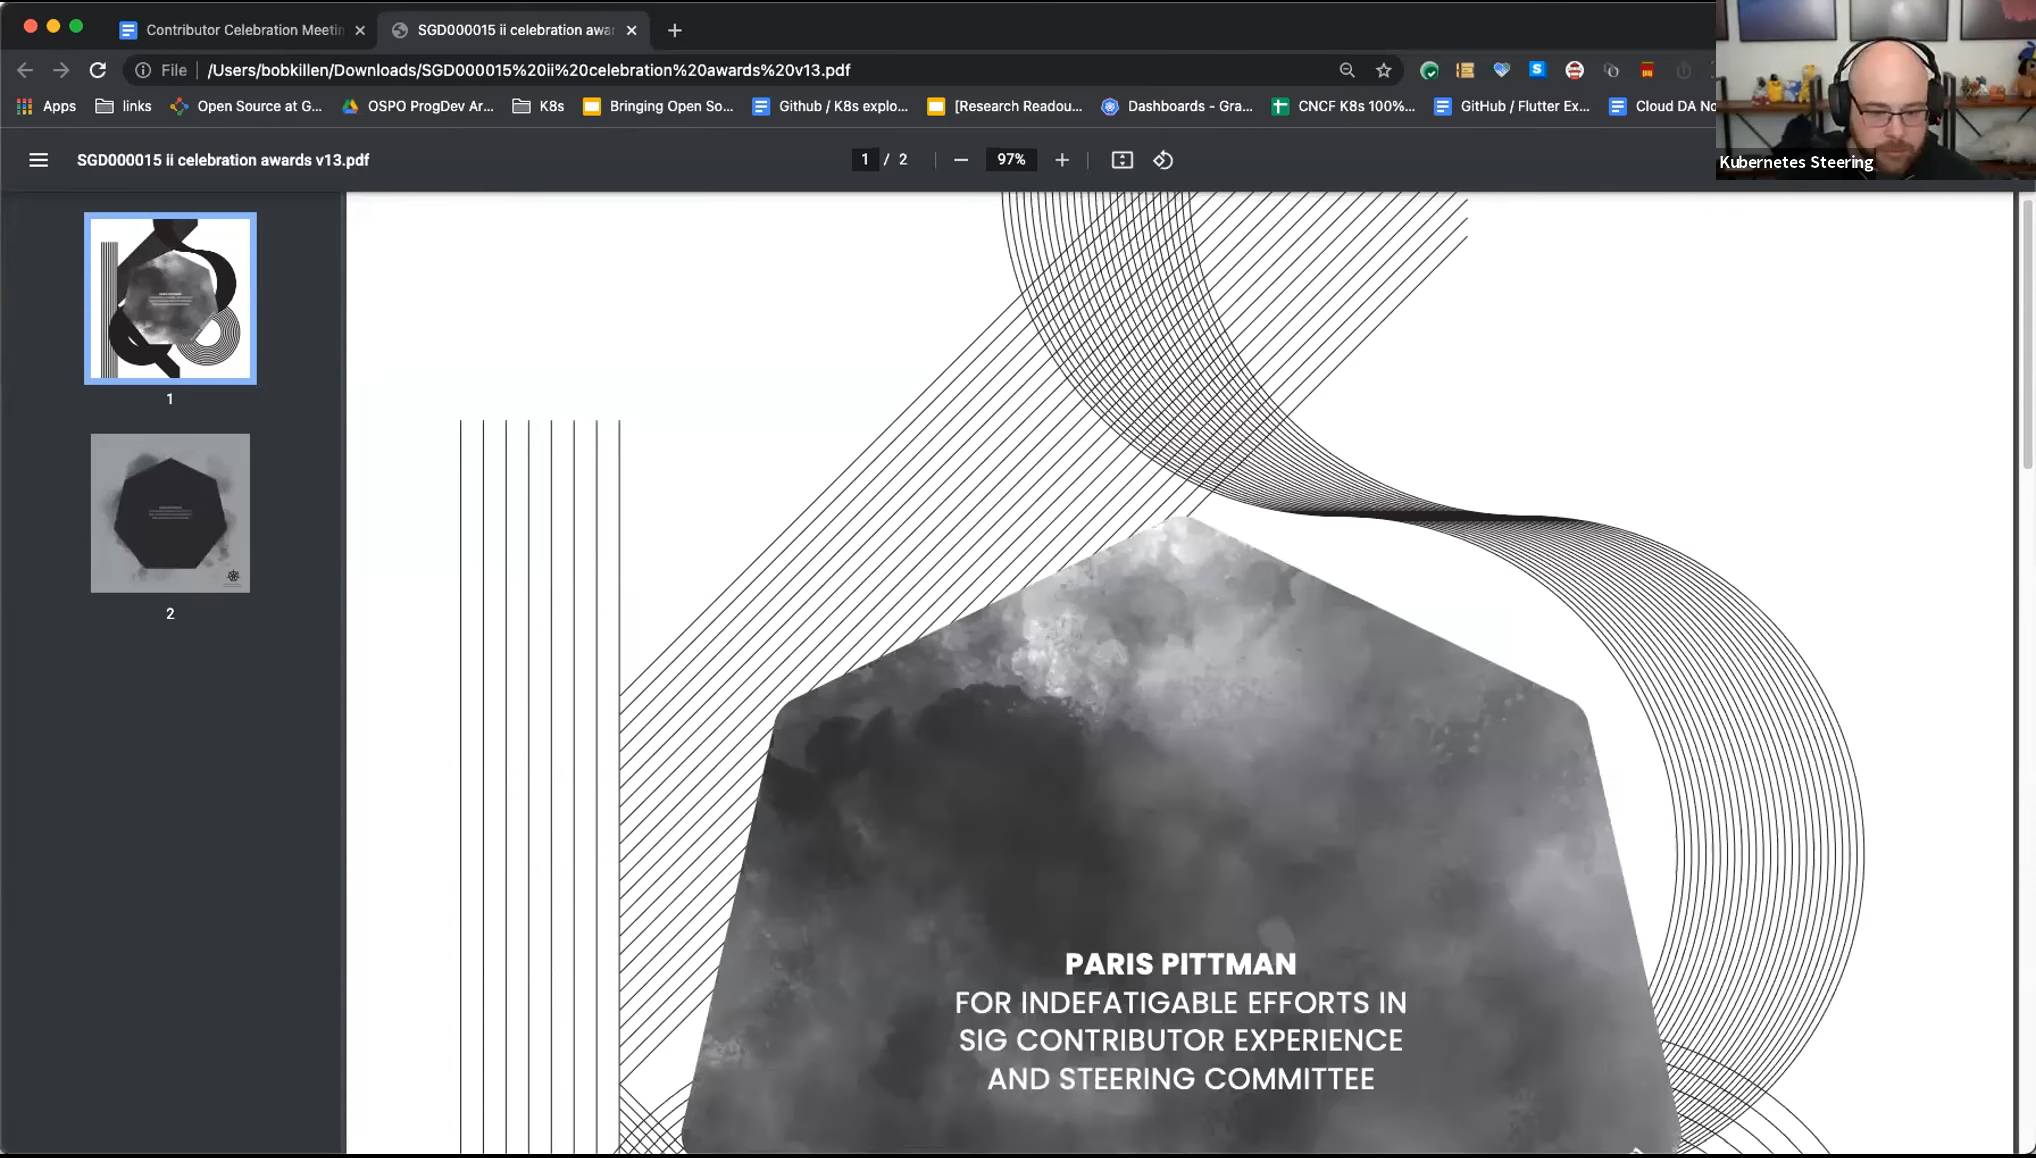 Contributor Celebration Meetin
SGD000015 ii celebration awar
File
/Users/bobkillen/Downloads/SGD000015%20ii%20celebration%20awards%20v13.pdf
Apps
links
Open Source at G...
OSPO ProgDev Ar...
K8s
Bringing Open So...
Github / K8s explo...
[Research Readou...
Dashboards - Gra...
CNCF K8s 100%...
GitHub / Flutter Ex...
Cloud DA No
Kubernetes Steering
SGD000015 ii celebration awards v13.pdf
1 / 2
97%
1
2
PARIS PITTMAN
FOR INDEFATIGABLE EFFORTS IN
SIG CONTRIBUTOR EXPERIENCE
AND STEERING COMMITTEE